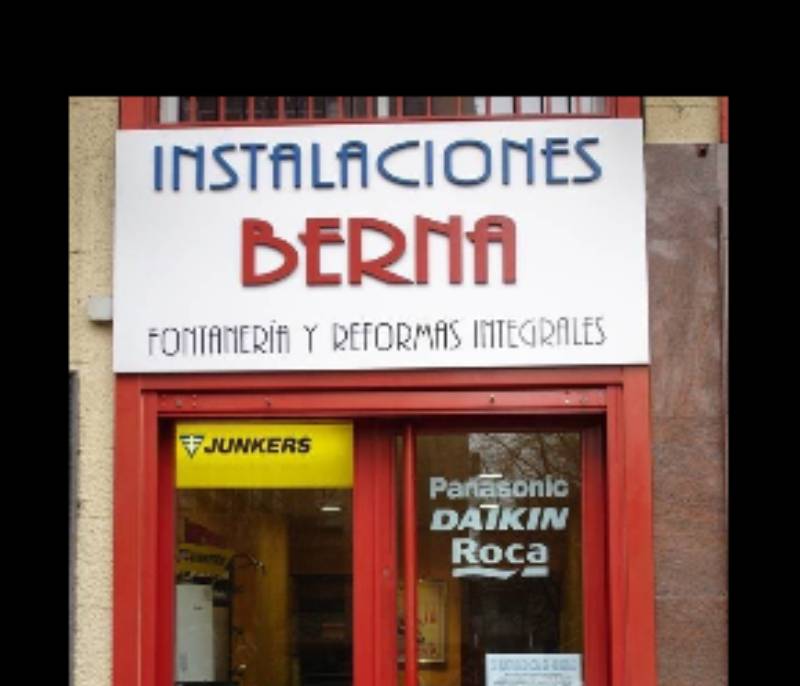 INSTALACIONES
BERNA
FONTANERÍA Y REFORMAS INTEGRALES
JUNKERS
Panasonic
DAIKIN
Roca